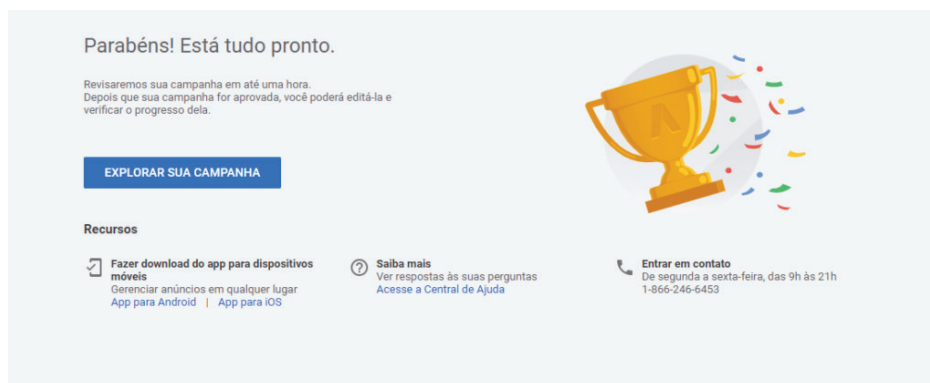 Parabéns! Está tudo pronto.
Revisaremos sua campanha em até uma hora.
Depois que sua campanha for aprovada, você poderá editá-la e
verificar o progresso dela.
EXPLORAR SUA CAMPANHA
Recursos
Fazer download do app para dispositivos
móveis
Gerenciar anúncios em qualquer lugar
App para Android | App para iOS
Saiba mais
Ver respostas às suas perguntas
Acesse a Central de Ajuda
Entrar em contato
De segunda a sexta-feira, das 9h às 21h
1-866-246-6453